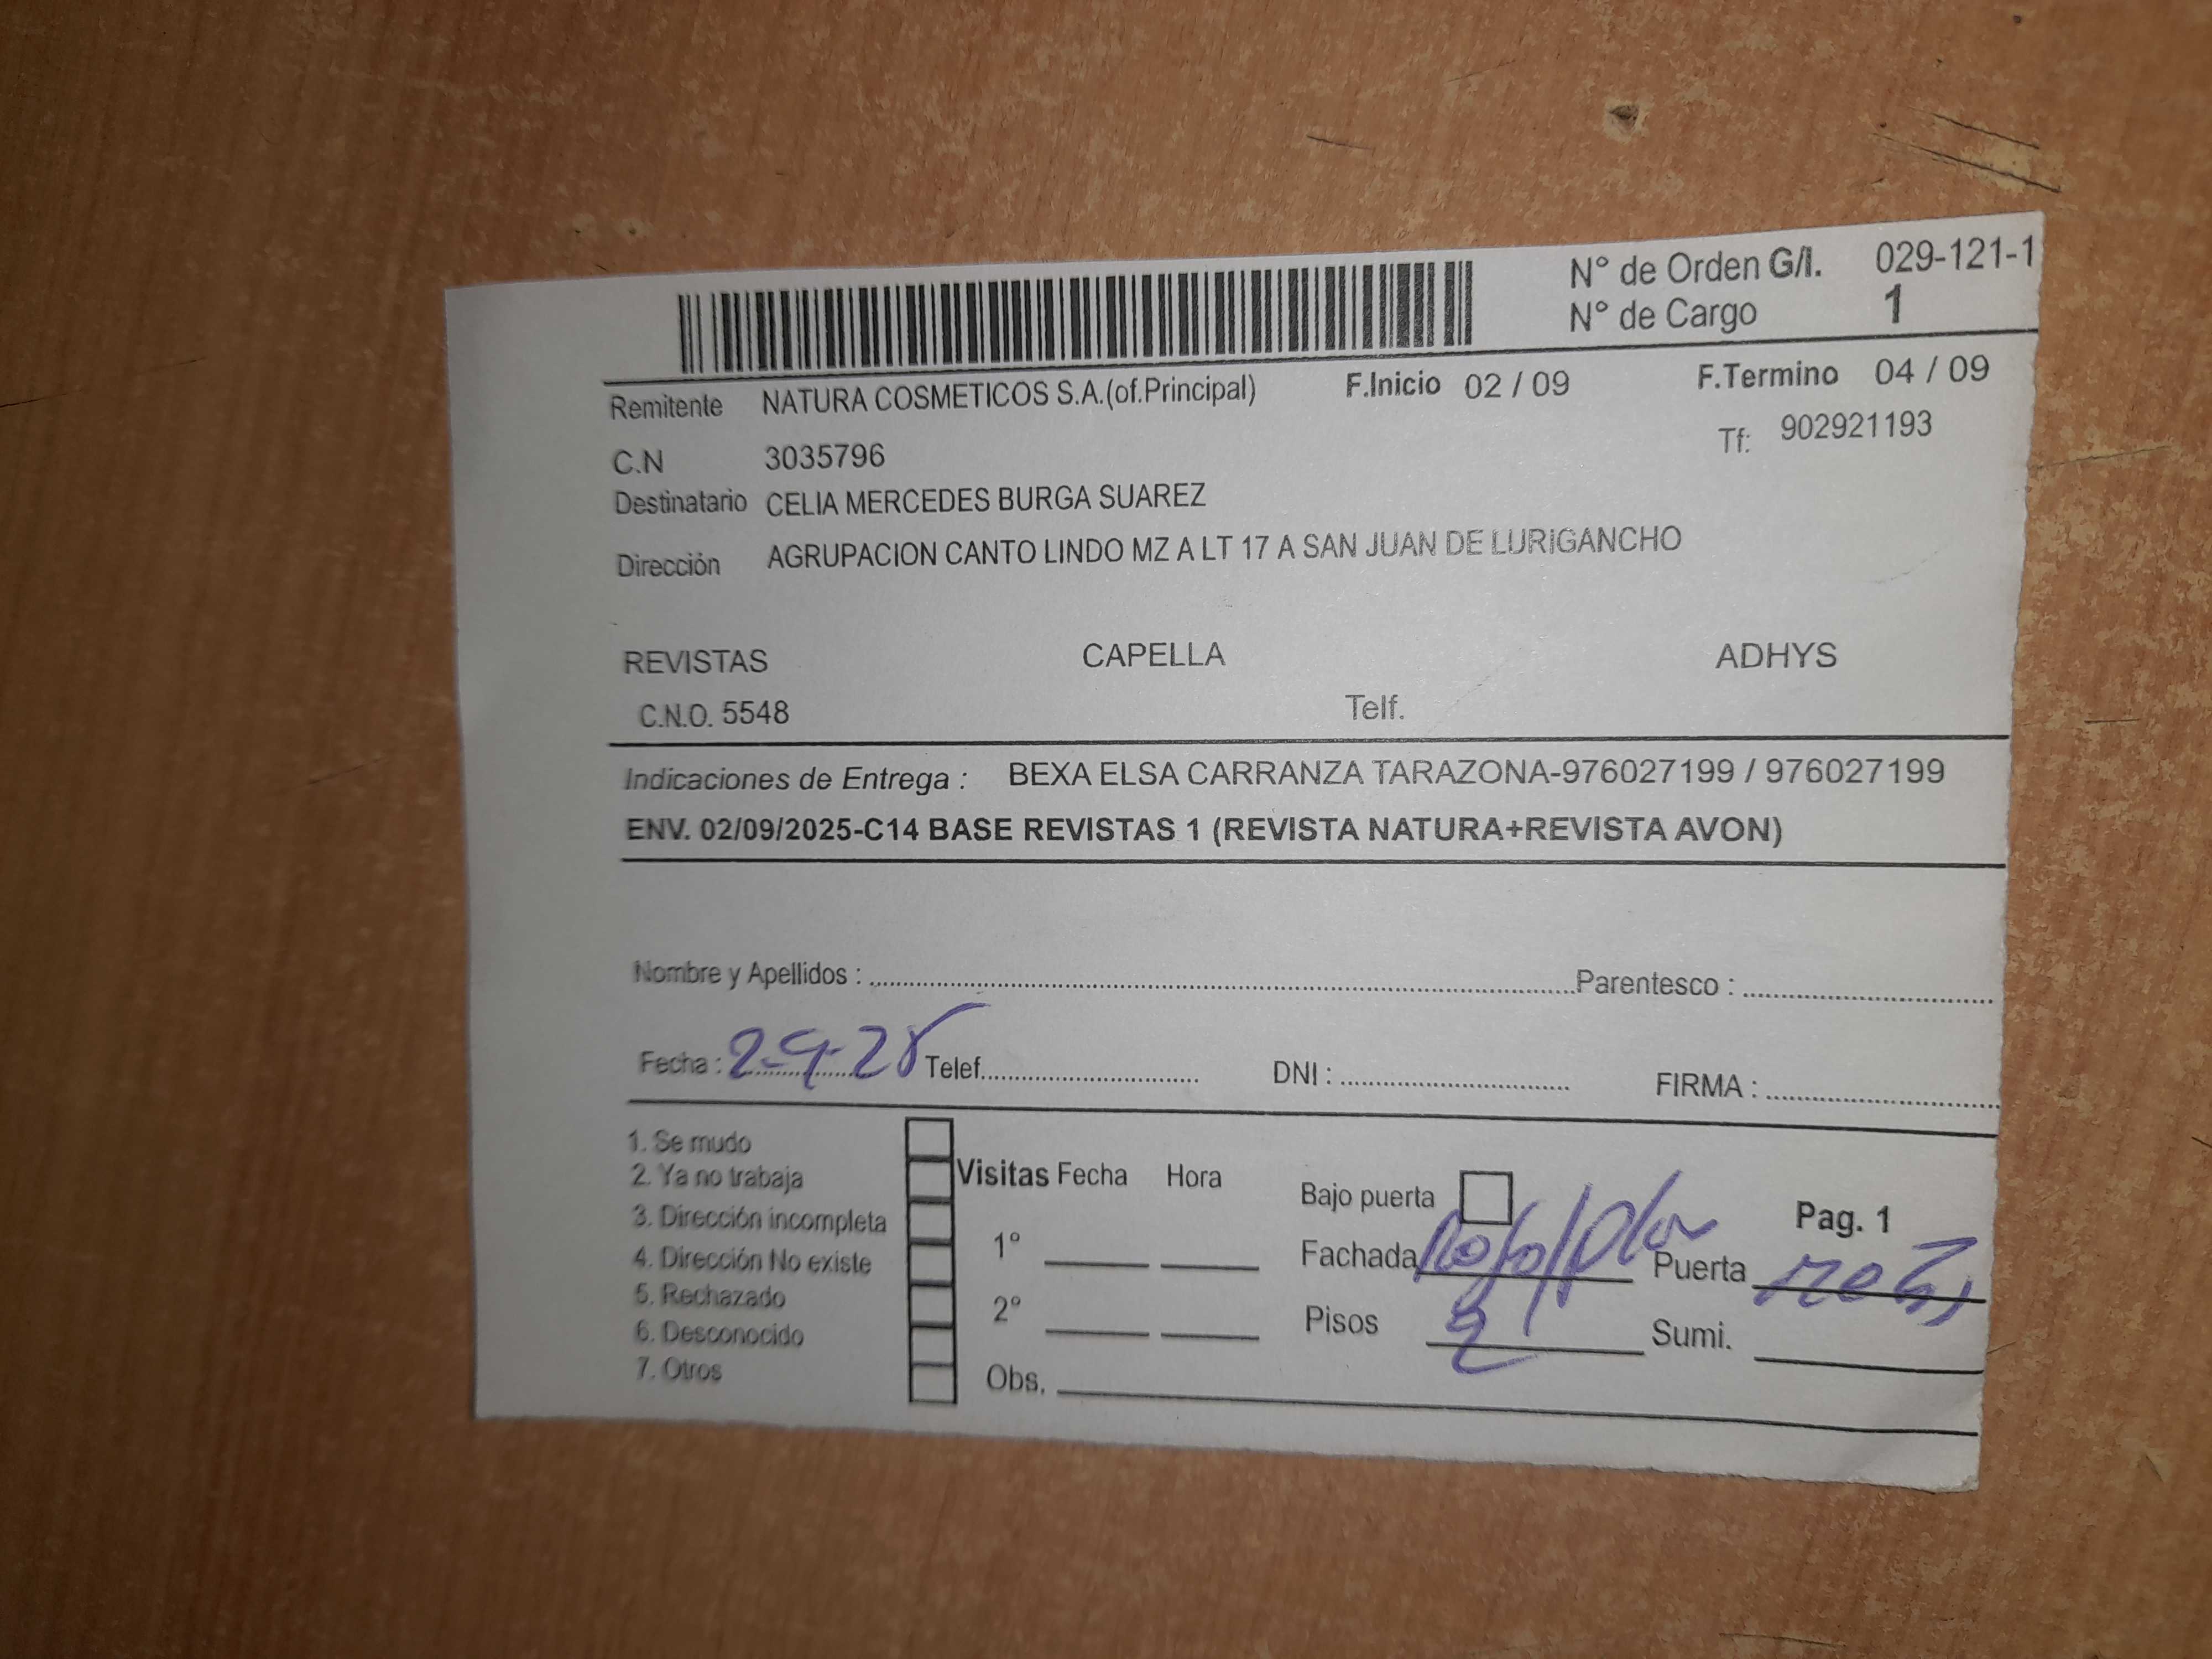 N° de Orden G/I. 029-121-1
N° de Cargo 1
Remitente NATURA COSMETICOS S.A.(of.Principal) F.Inicio 02 / 09 F.Termino 04 / 09
C.N 3035796 Tf: 902921193
Destinatario CELIA MERCEDES BURGA SUAREZ
Dirección AGRUPACION CANTO LINDO MZ A LT 17 A SAN JUAN DE LURIGANCHO
REVISTAS CAPELLA ADHYS
C.N.O. 5548 Telf.
Indicaciones de Entrega : BEXA ELSA CARRANZA TARAZONA-976027199 / 976027199
ENV. 02/09/2025-C14 BASE REVISTAS 1 (REVISTA NATURA+REVISTA AVON)
Nombre y Apellidos : Parentesco :
Fecha : 2-9-25 Telef. DNI : FIRMA :
1. Se mudo
2. Ya no trabaja
3. Dirección incompleta
4. Dirección No existe
5. Rechazado
6. Desconocido
7. Otros
Visitas Fecha Hora
1°
2°
Obs.
Bajo puerta Pag. 1
Fachada Puerta
Pisos 2 Sumi.